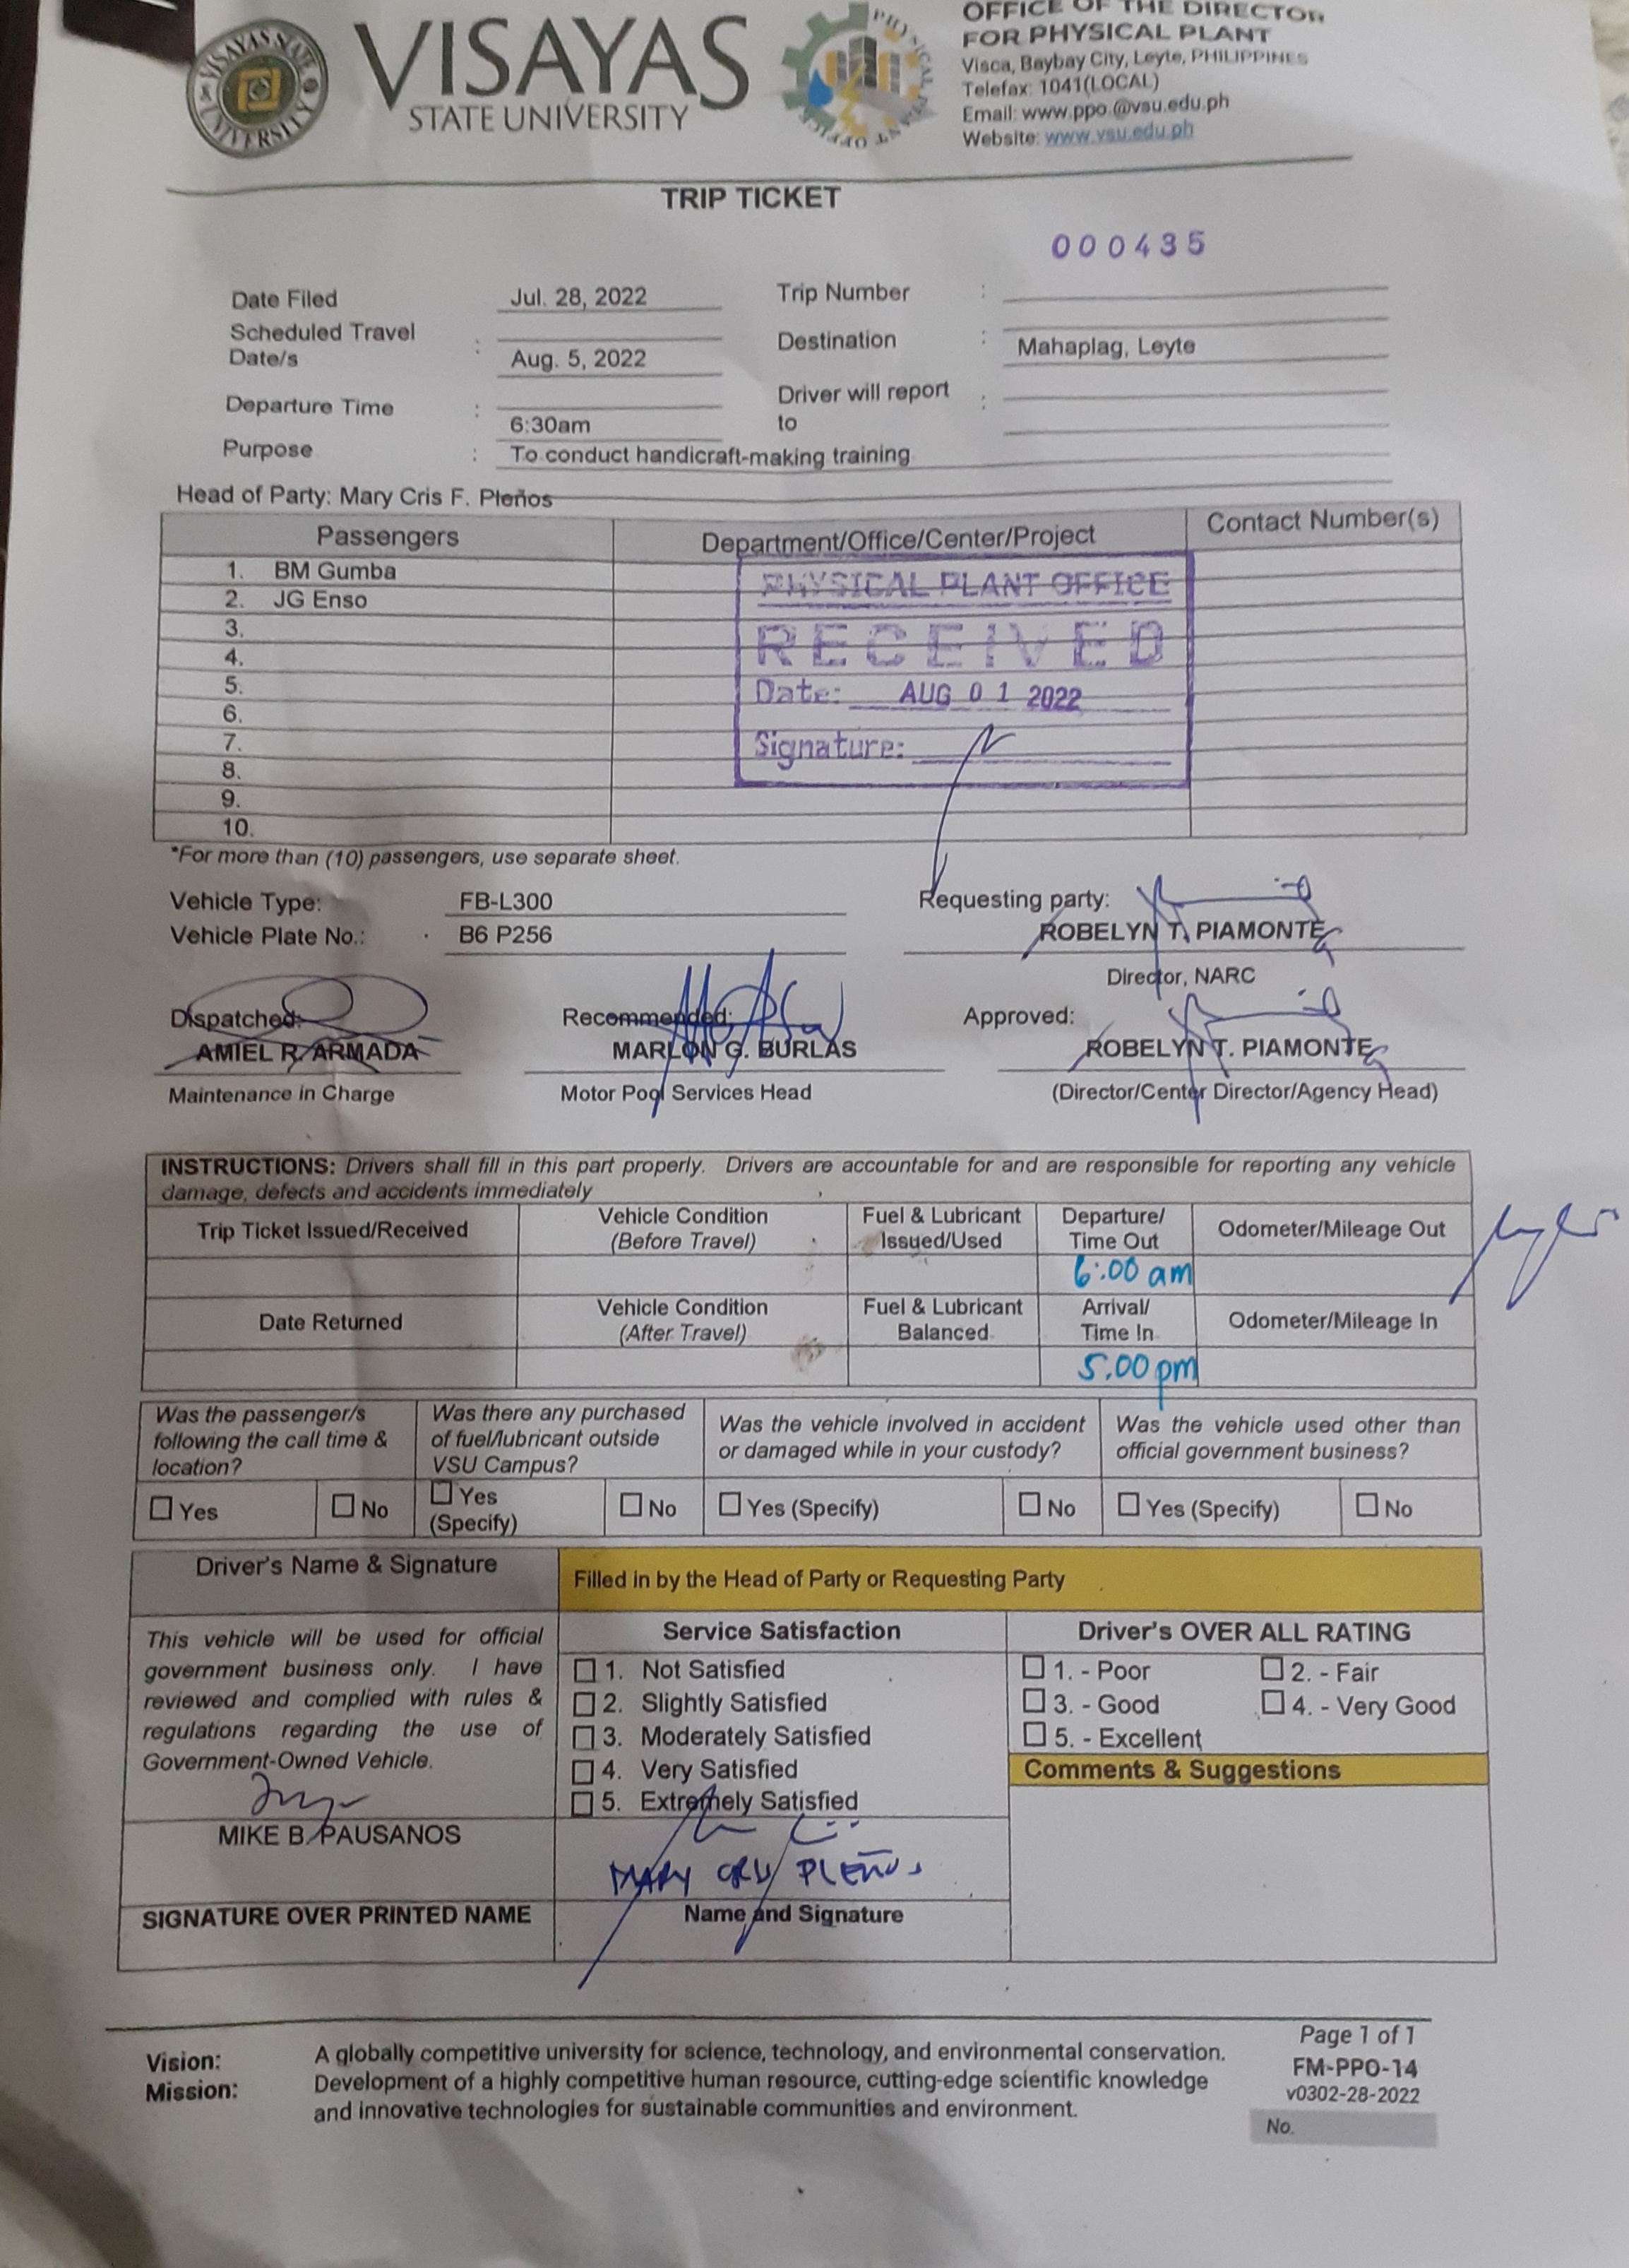 VISAYAS STATE UNIVERSITY
VISAYAS
STATE UNIVERSITY
PHYSICAL PLANT OFFICE
OFFICE OF THE DIRECTOR
FOR PHYSICAL PLANT
Visca, Baybay City, Leyte, PHILIPPINES
Telefax: 1041(LOCAL)
Email: www.ppo.@vsu.edu.ph
Website: www.vsu.edu.ph
TRIP TICKET
000435
Date Filed Jul. 28, 2022 Trip Number :
Scheduled Travel Date/s : Aug. 5, 2022 Destination : Mahaplag, Leyte
Departure Time : 6:30am Driver will report to :
Purpose : To conduct handicraft-making training
Head of Party: Mary Cris F. Pleños
Passengers Department/Office/Center/Project Contact Number(s)
1. BM Gumba
2. JG Enso
3.
4.
5.
6.
7.
8.
9.
10.
PHYSICAL PLANT OFFICE
RECEIVED
Date: AUG 01 2022
Signature:
*For more than (10) passengers, use separate sheet.
Vehicle Type: FB-L300 Requesting party:
Vehicle Plate No.: B6 P256 ROBELYN T. PIAMONTE
Director, NARC
Dispatched: Recommended: Approved:
AMIEL R. ARMADA MARLON G. BURLAS ROBELYN T. PIAMONTE
Maintenance in Charge Motor Pool Services Head (Director/Center Director/Agency Head)
INSTRUCTIONS: Drivers shall fill in this part properly. Drivers are accountable for and are responsible for reporting any vehicle
damage, defects and accidents immediately
Trip Ticket Issued/Received Vehicle Condition (Before Travel) Fuel & Lubricant Issued/Used Departure/ Time Out Odometer/Mileage Out
6:00 am
Date Returned Vehicle Condition (After Travel) Fuel & Lubricant Balanced Arrival/ Time In Odometer/Mileage In
5:00 pm
Was the passenger/s following the call time & location? Was there any purchased of fuel/lubricant outside VSU Campus? Was the vehicle involved in accident or damaged while in your custody? Was the vehicle used other than official government business?
Yes No Yes (Specify) No Yes (Specify) No Yes (Specify) No
Driver's Name & Signature
Filled in by the Head of Party or Requesting Party
This vehicle will be used for official
government business only. I have
reviewed and complied with rules &
regulations regarding the use of
Government-Owned Vehicle.
MIKE B. PAUSANOS
SIGNATURE OVER PRINTED NAME
Service Satisfaction
1. Not Satisfied
2. Slightly Satisfied
3. Moderately Satisfied
4. Very Satisfied
5. Extremely Satisfied
MARY CRIS PLEÑOS
Name and Signature
Driver's OVER ALL RATING
1. - Poor 2. - Fair
3. - Good 4. - Very Good
5. - Excellent
Comments & Suggestions
Vision: A globally competitive university for science, technology, and environmental conservation.
Mission: Development of a highly competitive human resource, cutting-edge scientific knowledge
and innovative technologies for sustainable communities and environment.
Page 1 of 1
FM-PPO-14
v0302-28-2022
No.